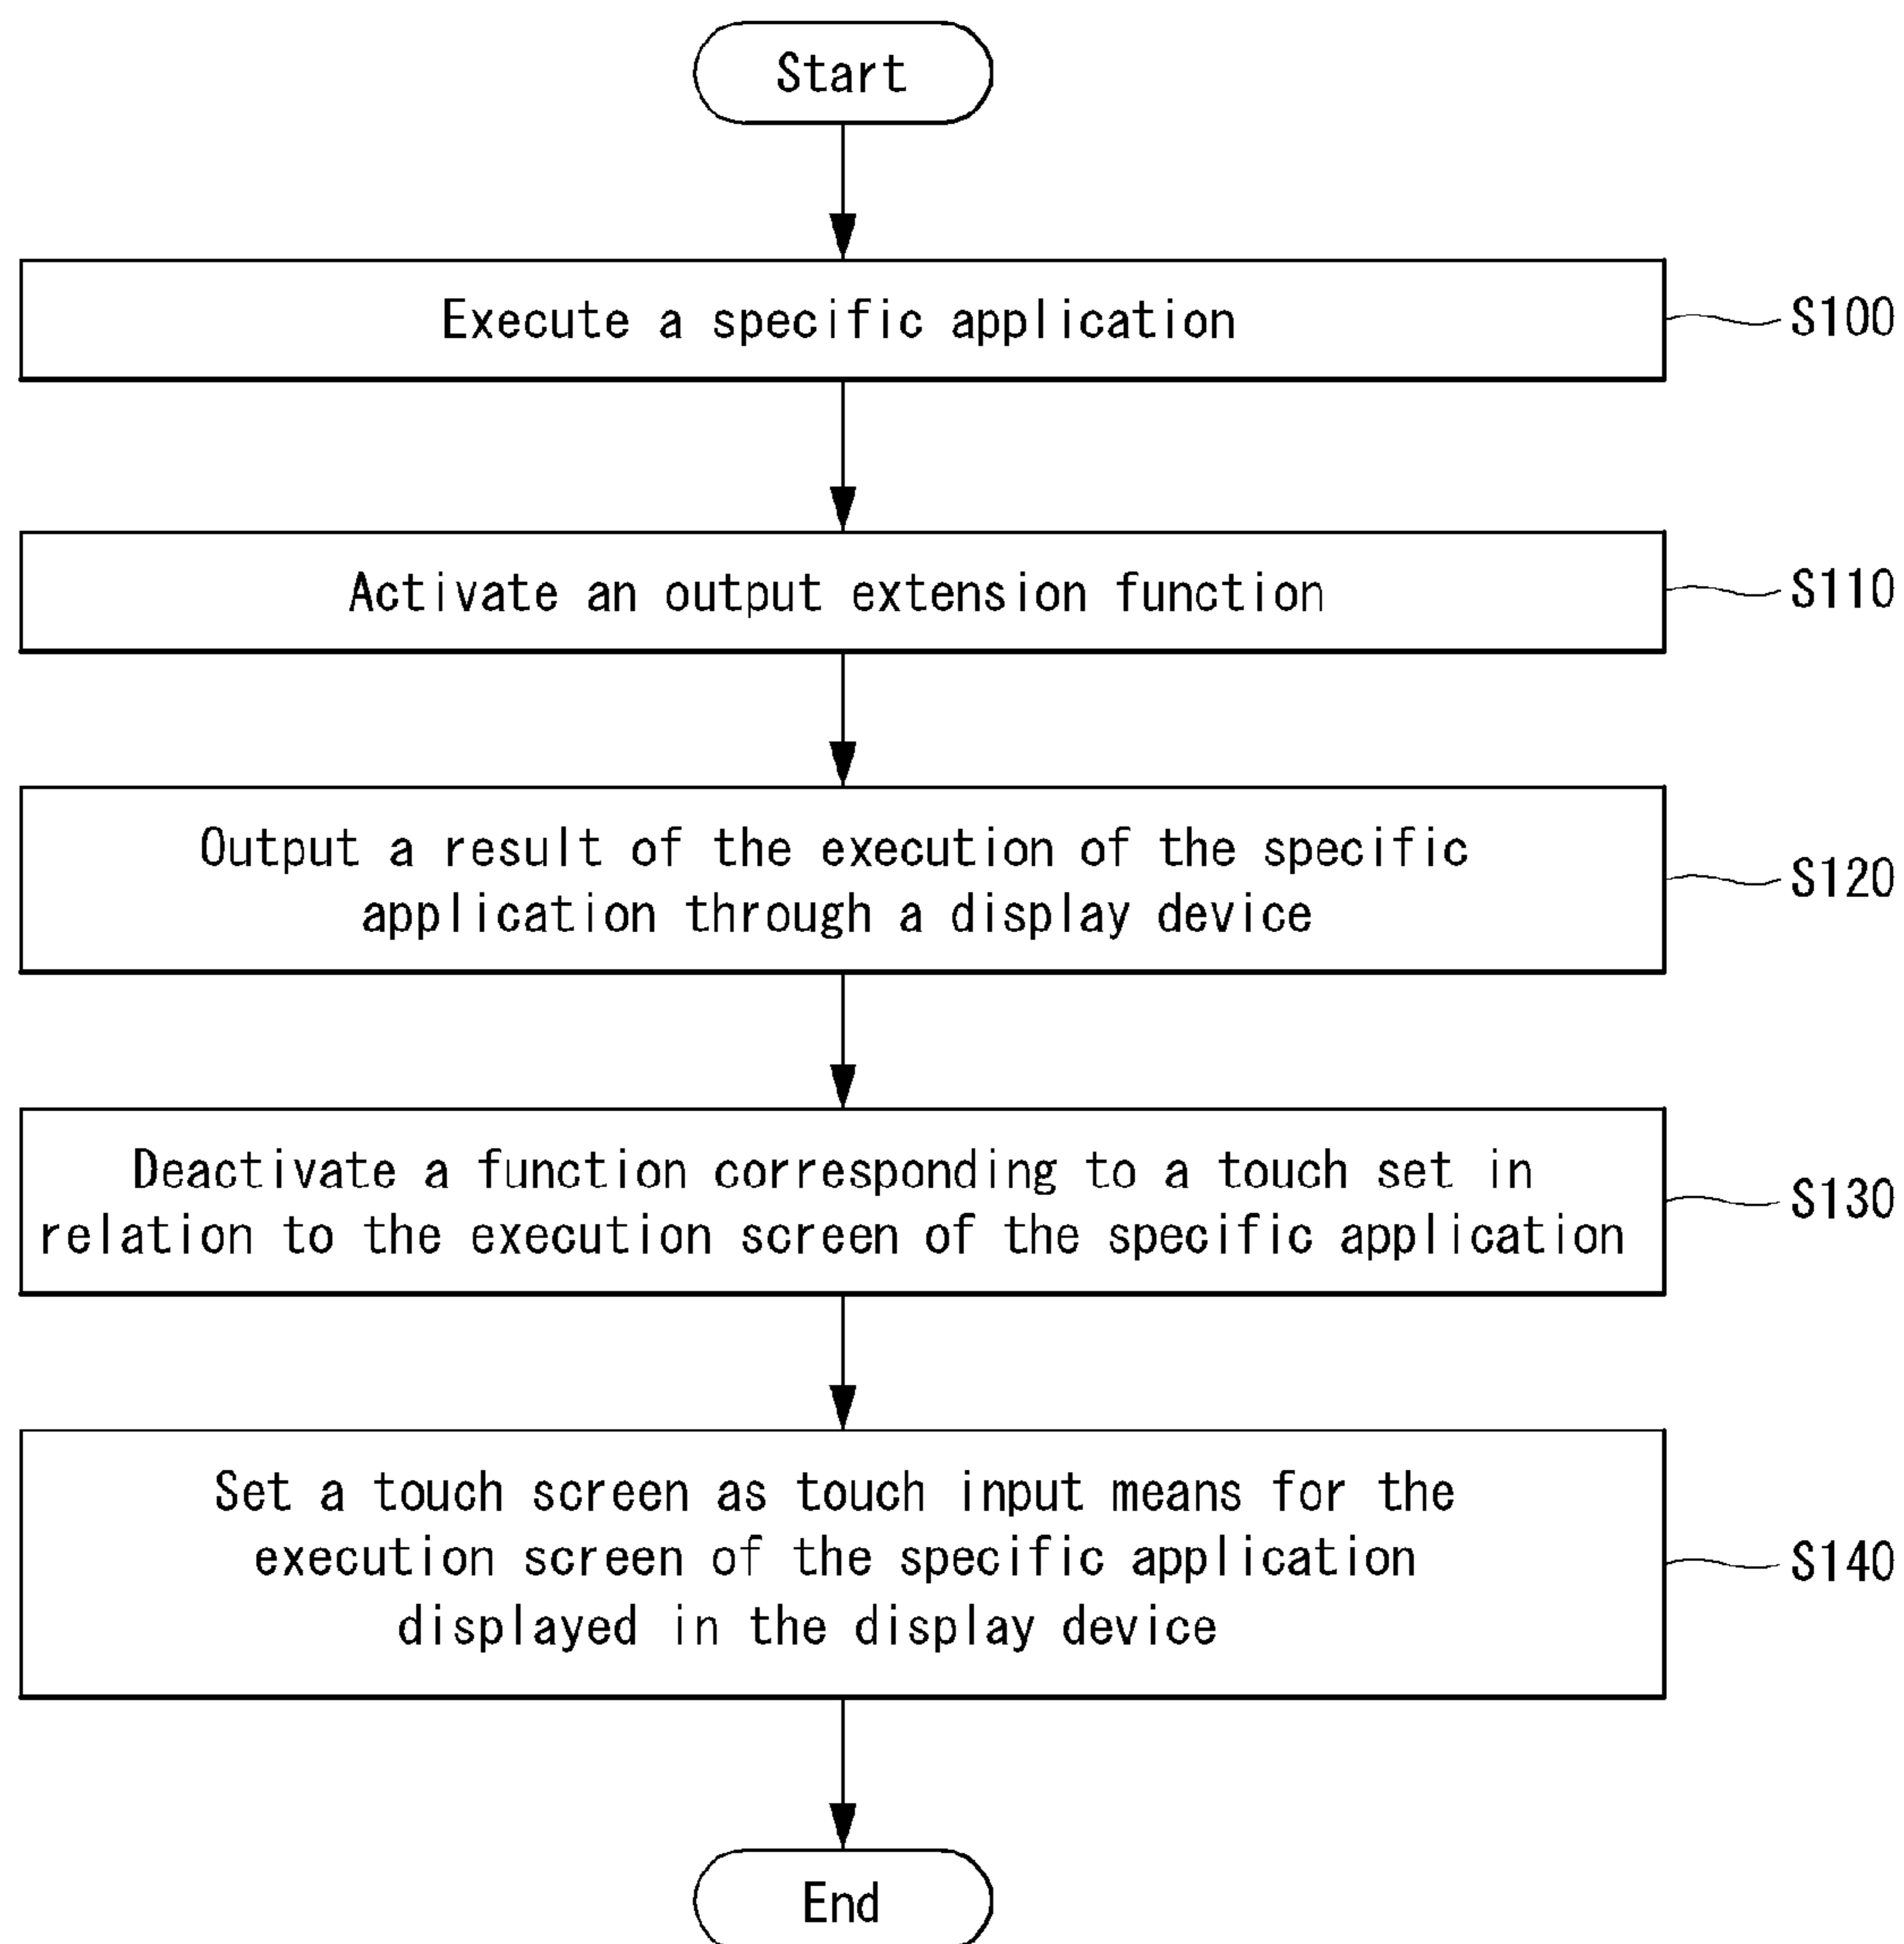 Start
Execute a specific application
S100
Activate an output extension function
S110
Output a result of the execution of the specific
application through a display device
S120
Deactivate a function corresponding to a touch set in
relation to the execution screen of the specific application
S130
Set a touch screen as touch input means for the
execution screen of the specific application
displayed in the display device
S140
End